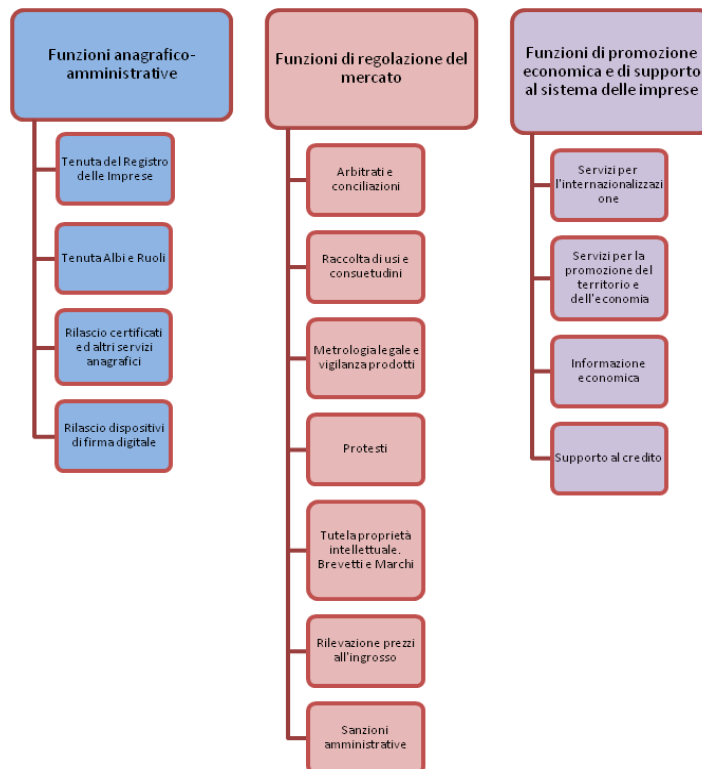 Funzioni anagrafico-
amministrative
Tenuta del Registro
delle Imprese
Tenuta Albi e Ruoli
Rilascio certificati
ed altri servizi
anagrafici
Rilascio dispositivi
di firma digitale
Funzioni di regolazione del
mercato
Arbitrati e
conciliazioni
Raccolta di usi e
consuetudini
Metrologia legale e
vigilanza prodotti
Protesti
Tutela proprietà
intellettuale.
Brevetti e Marchi
Rilevazione prezzi
all'ingrosso
Sanzioni
amministrative
Funzioni di promozione
economica e di supporto
al sistema delle imprese
Servizi per
l'internazionalizzazi
one
Servizi per la
promozione del
territorio e
dell'economia
Informazione
economica
Supporto al credito